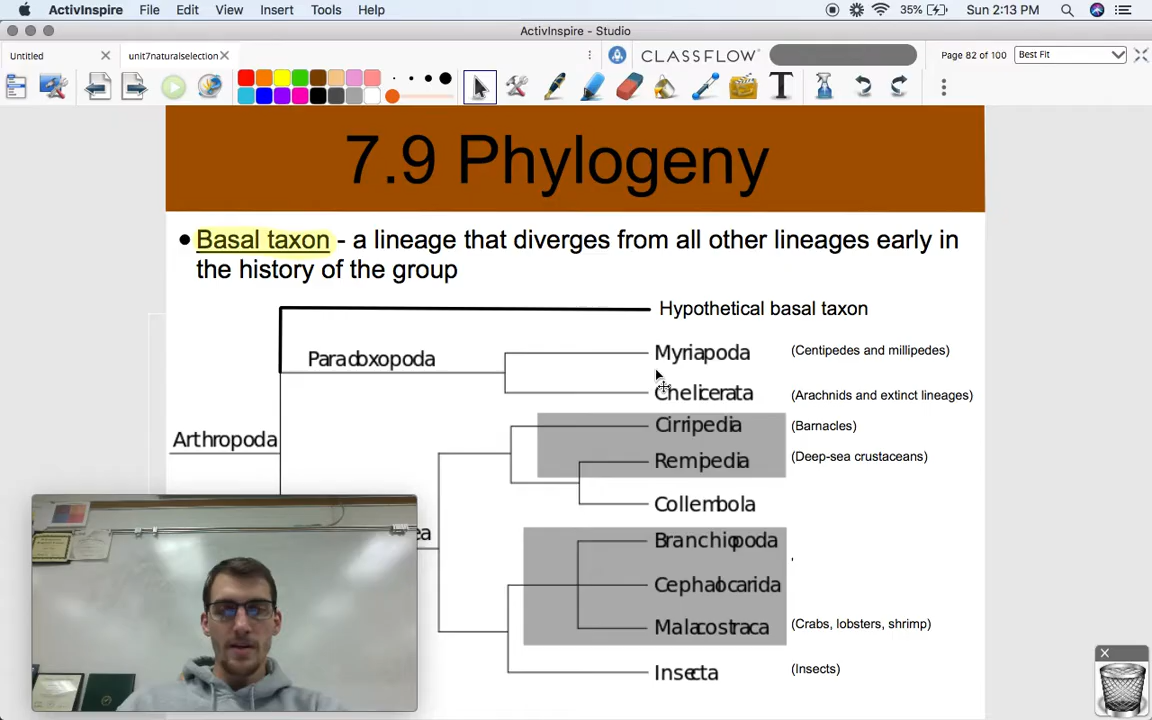 ActivInspire File Edit View Insert Tools Help 35% Sun 2:13 PM
ActivInspire - Studio
Untitled unit7naturalselection CLASSFLOW Page 82 of 100 Best Fit
7.9 Phylogeny
• Basal taxon - a lineage that diverges from all other lineages early in
the history of the group
Hypothetical basal taxon
Paradoxopoda
Myriapoda (Centipedes and millipedes)
Chelicerata (Arachnids and extinct lineages)
Arthropoda
Cirripedia (Barnacles)
Remipedia (Deep-sea crustaceans)
Collembola
ea
Branchiopoda
Cephalocarida
Malacostraca (Crabs, lobsters, shrimp)
Insecta (Insects)